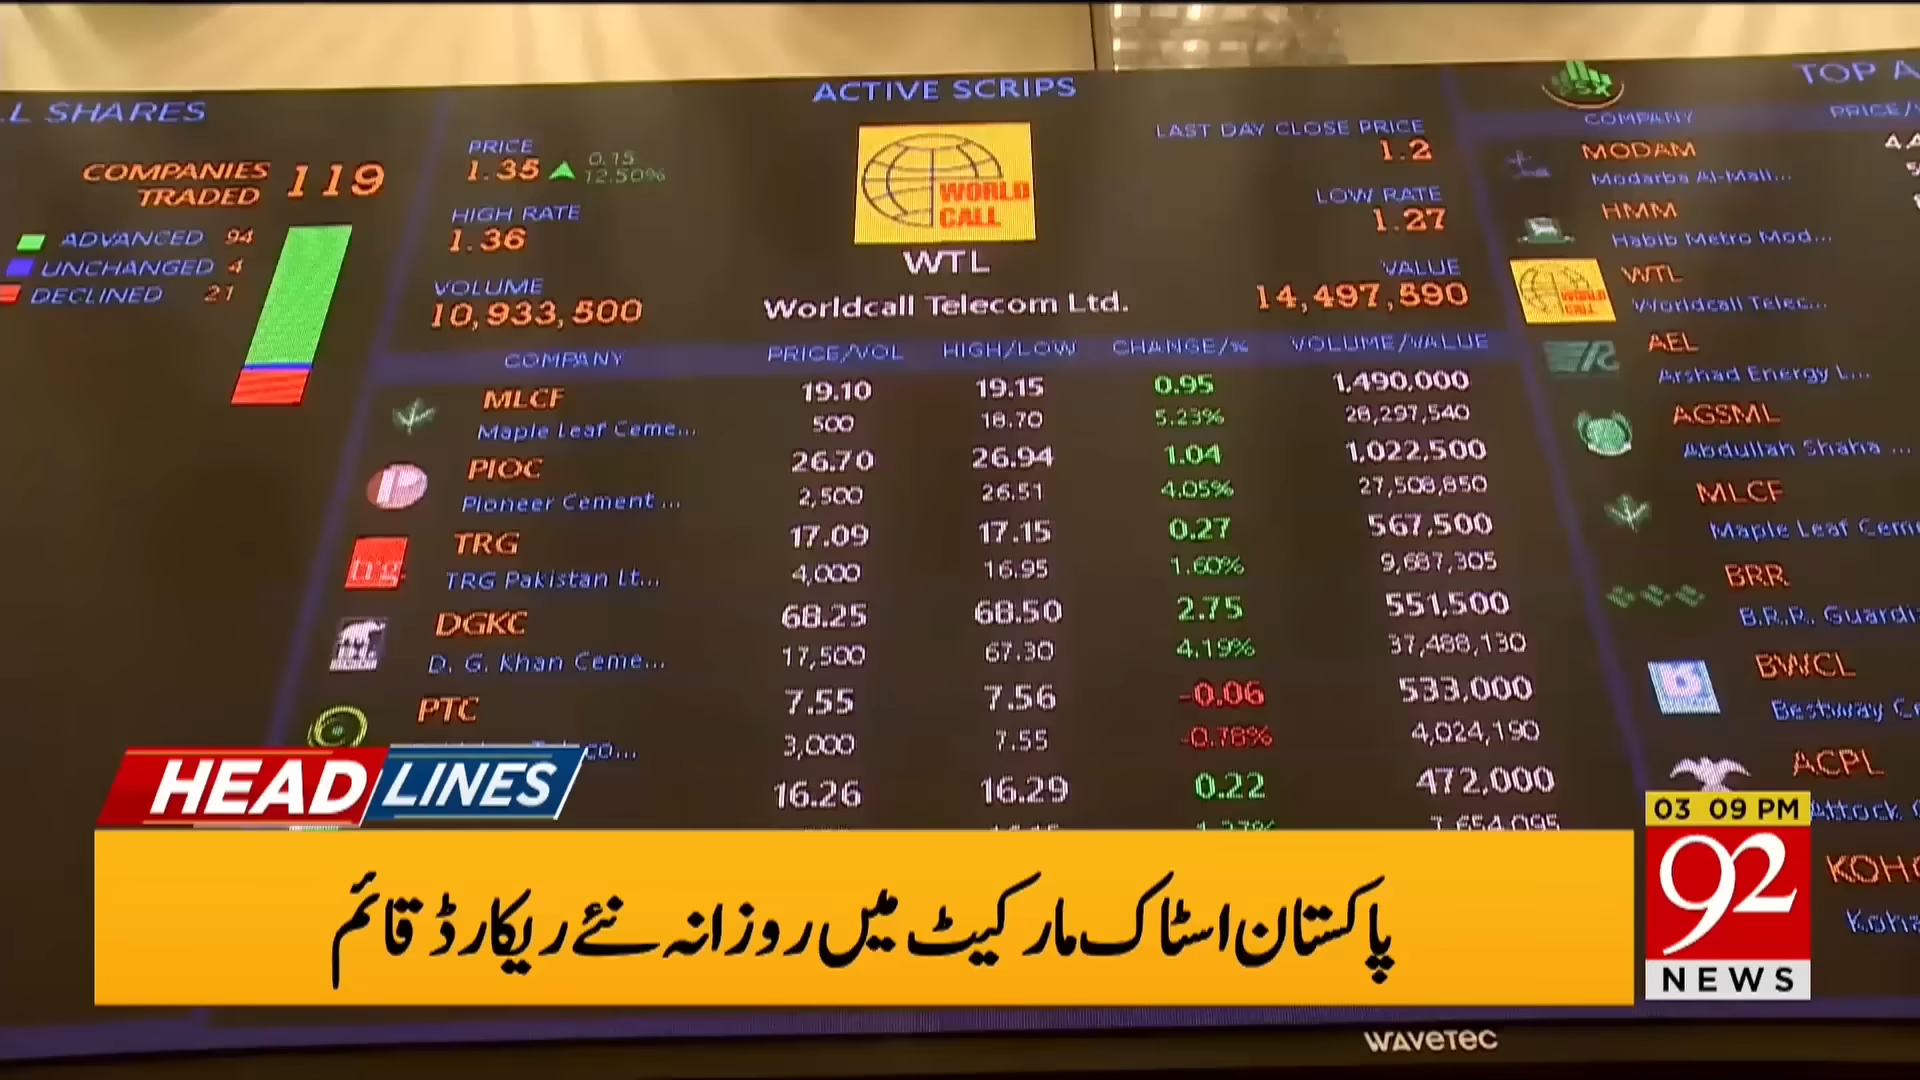 ACTIVE SCRIPS
L SHARES
COMPANIES TRADED 119
ADVANCED 94
UNCHANGED 4
DECLINED 21
PRICE
1.35 0.15 12.50%
HIGH RATE
1.36
VOLUME
10,933,500
WORLD CALL
WTL
Worldcall Telecom Ltd.
LAST DAY CLOSE PRICE
1.2
LOW RATE
1.27
VALUE
14,497,590
COMPANY PRICE/VOL HIGH/LOW CHANGE/% VOLUME/VALUE
MLCF 19.10 19.15 0.95 1,490,000
Maple Leaf Ceme... 500 18.70 5.23% 28,297,540
PIOC 26.70 26.94 1.04 1,022,500
Pioneer Cement ... 2,500 26.51 4.05% 27,508,850
TRG 17.09 17.15 0.27 567,500
TRG Pakistan Lt... 4,000 16.95 1.60% 9,687,305
DGKC 68.25 68.50 2.75 551,500
D. G. Khan Ceme... 17,500 67.30 4.19% 37,488,130
PTC 7.55 7.56 -0.06 533,000
3,000 7.55 -0.78% 4,024,190
16.26 16.29 0.22 472,000
7,654,095
TOP A
COMPANY PRICE/
MODAM
Modarba Al-Mali...
HMM
Habib Metro Mod...
WTL
Worldcall Telec...
AEL
Arshad Energy L...
AGSML
Abdullah Shaha ...
MLCF
Maple Leaf Ceme
BRR
B.R.R. Guardi
BWCL
Bestway Ce
ACPL
Attock
KOHC
Koha
HEADLINES
پاکستان اسٹاک مارکیٹ میں روزانہ نئے ریکارڈ قائم
03 09 PM
92
NEWS
WAVETEC